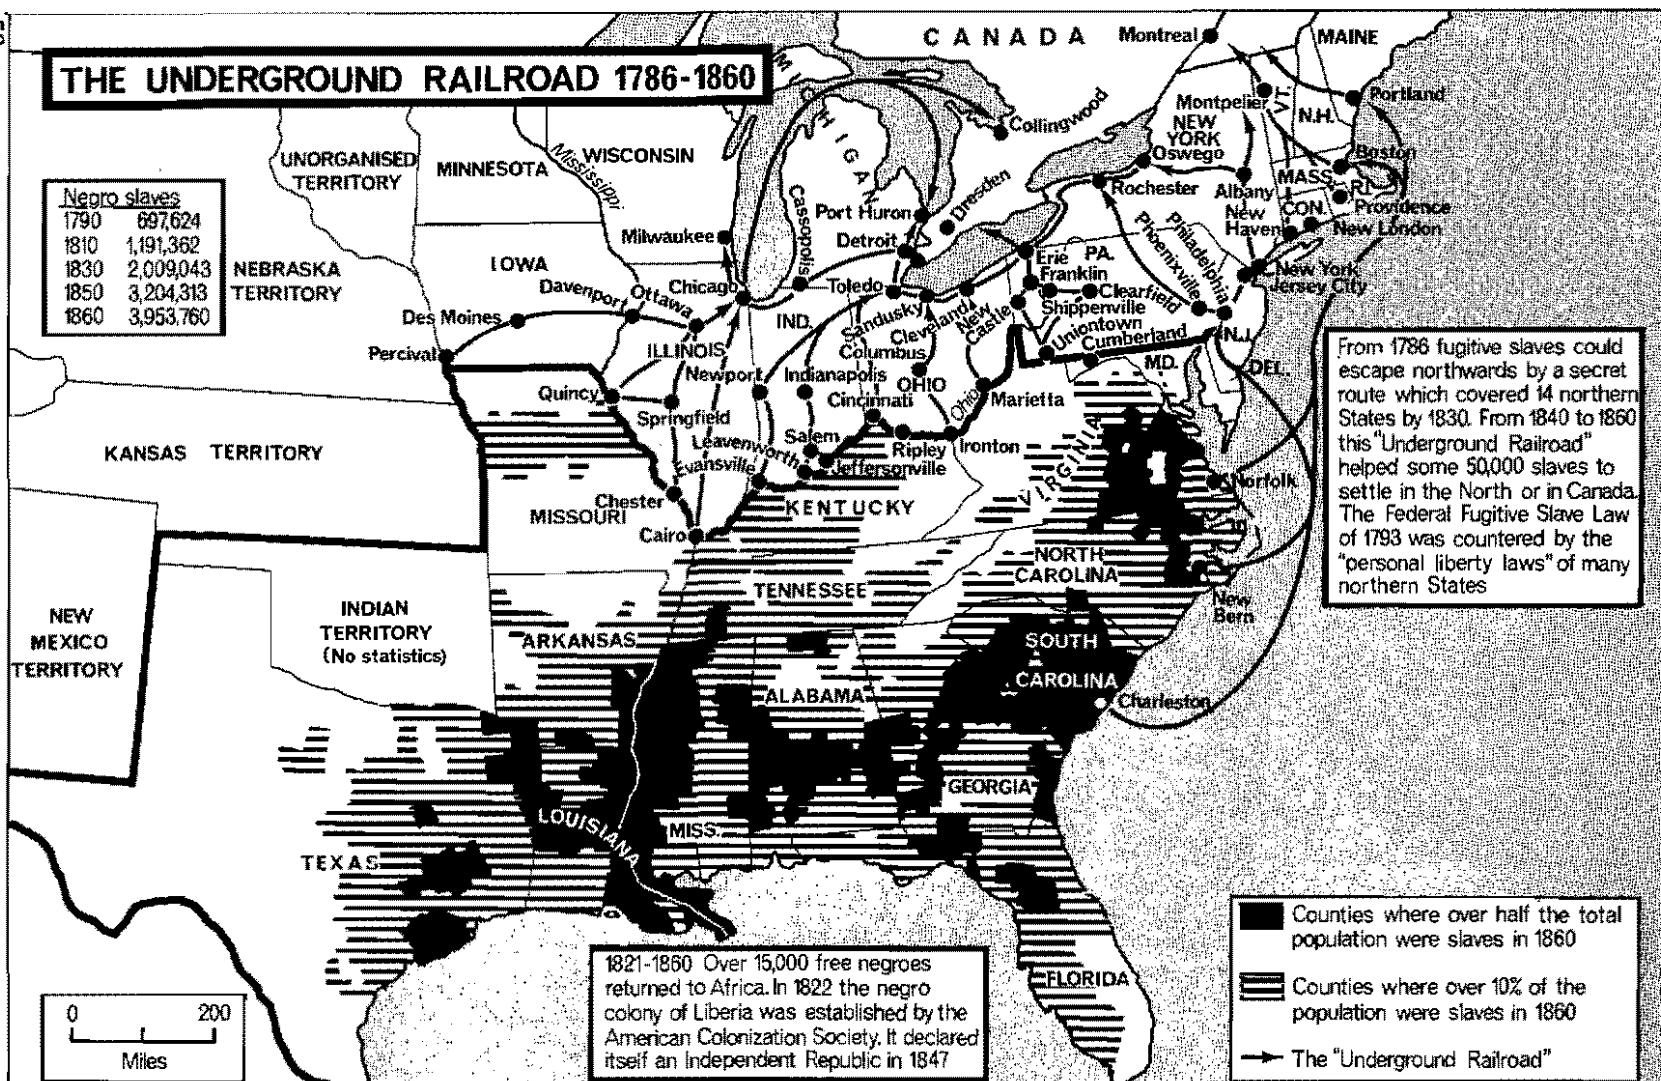 THE UNDERGROUND RAILROAD 1786-1860
CANADA
Montreal
MAINE
Portland
Montpelier
VT.
N.H.
NEW
YORK
Collingwood
MICHIGAN
UNORGANISED
TERRITORY
MINNESOTA
Mississippi
WISCONSIN
Oswego
Boston
MASS.
R.I.
Rochester
Albany
Providence
CON.
New
Haven
New London
Negro slaves
1790 697,624
1810 1,191,362
1830 2,009,043
1850 3,204,313
1860 3,953,760
NEBRASKA
TERRITORY
IOWA
Milwaukee
Cassopolis
Port Huron
Dresden
Detroit
Erie
PA.
Phoenixville
Philadelphia
New York
Jersey City
Davenport
Ottawa
Chicago
Toledo
Franklin
Clearfield
Shippenville
Des Moines
IND.
Sandusky
Cleveland
New
Castle
Uniontown
Cumberland
N.J.
Percival
ILLINOIS
Columbus
MD.
DEL.
Newport
Indianapolis
OHIO
Quincy
Cincinnati
Ohio
Marietta
Springfield
Salem
Ripley
Ironton
Leavenworth
Jeffersonville
Evansville
VIRGINIA
Norfolk
KANSAS TERRITORY
Chester
MISSOURI
KENTUCKY
Cairo
From 1786 fugitive slaves could
escape northwards by a secret
route which covered 14 northern
States by 1830. From 1840 to 1860
this "Underground Railroad"
helped some 50,000 slaves to
settle in the North or in Canada.
The Federal Fugitive Slave Law
of 1793 was countered by the
"personal liberty laws" of many
northern States
NORTH
CAROLINA
TENNESSEE
New
Bern
NEW
MEXICO
TERRITORY
INDIAN
TERRITORY
(No statistics)
ARKANSAS
SOUTH
CAROLINA
ALABAMA
Charleston
GEORGIA
LOUISIANA
MISS.
TEXAS
FLORIDA
0 200
Miles
1821-1860 Over 15,000 free negroes
returned to Africa. In 1822 the negro
colony of Liberia was established by the
American Colonization Society. It declared
itself an Independent Republic in 1847
Counties where over half the total
population were slaves in 1860
Counties where over 10% of the
population were slaves in 1860
The "Underground Railroad"